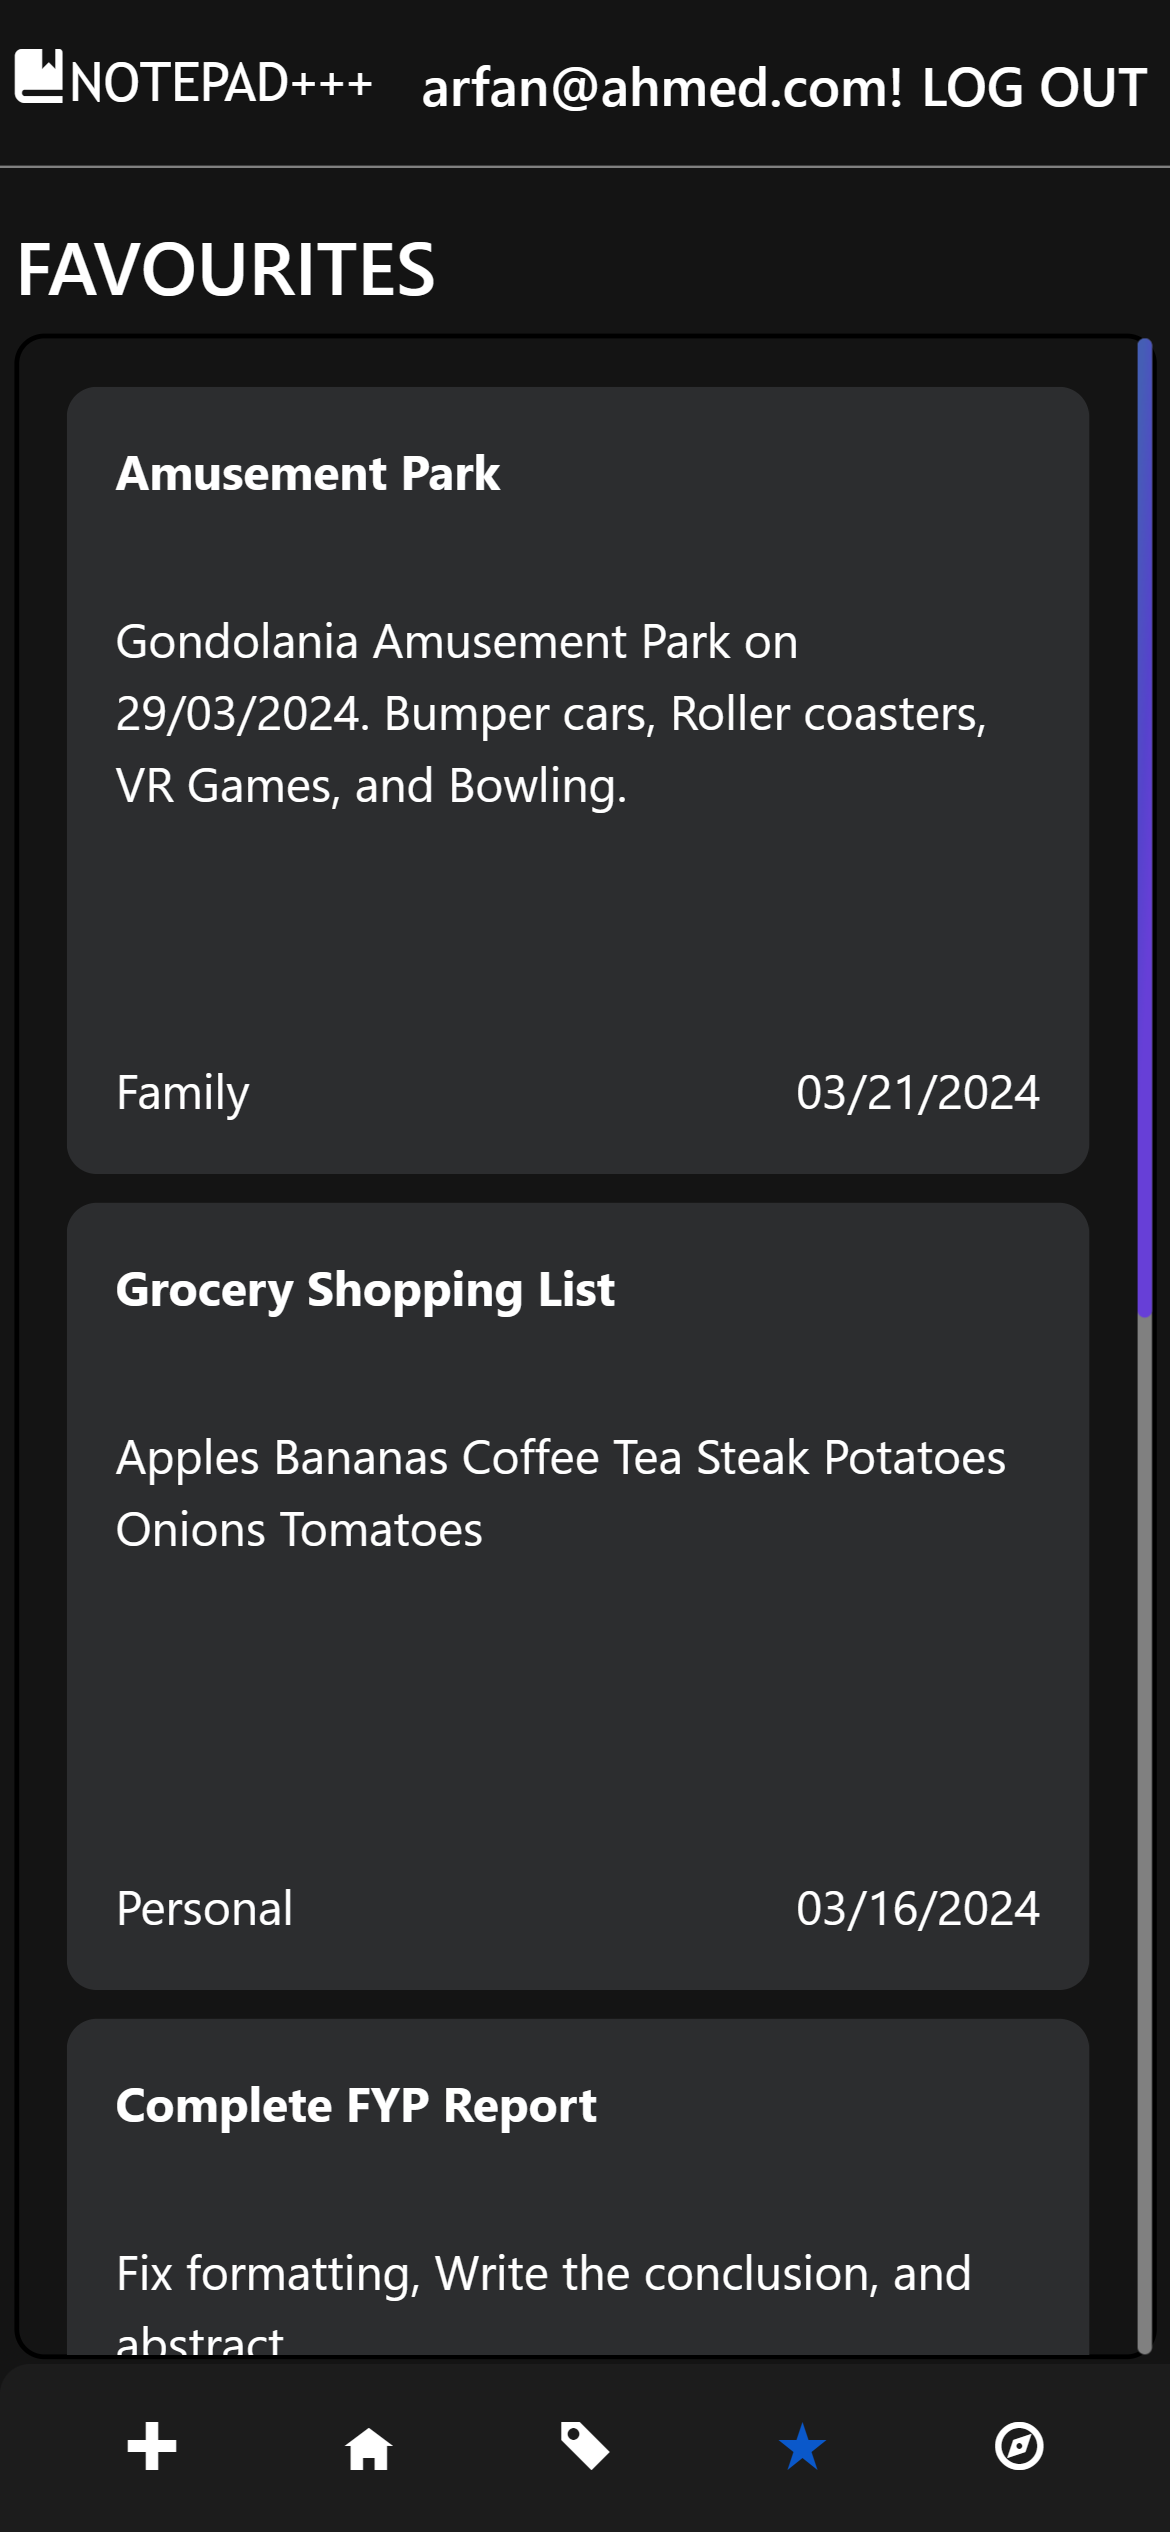 NOTEPAD+++ arfan@ahmed.com! LOG OUT
FAVOURITES
Amusement Park
Gondolania Amusement Park on
29/03/2024. Bumper cars, Roller coasters,
VR Games, and Bowling.
Family 03/21/2024
Grocery Shopping List
Apples Bananas Coffee Tea Steak Potatoes
Onions Tomatoes
Personal 03/16/2024
Complete FYP Report
Fix formatting, Write the conclusion, and
abstract